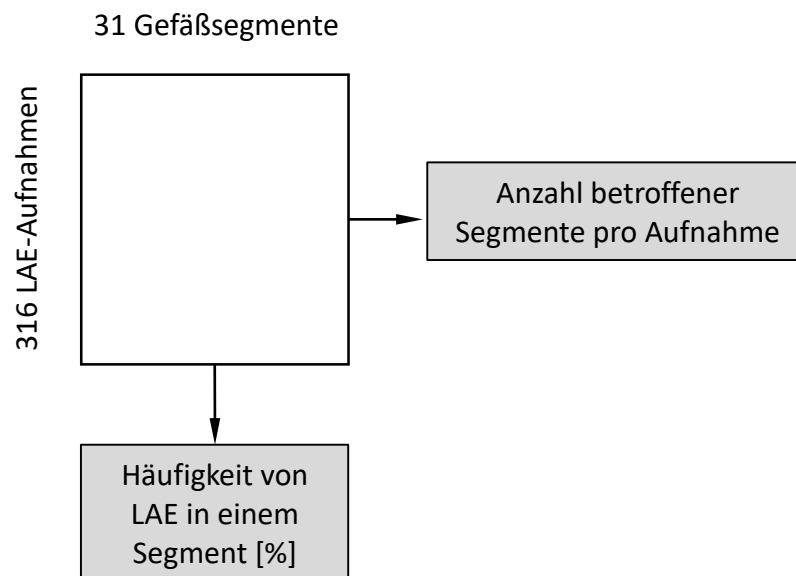 31 Gefäßsegmente
316 LAE-Aufnahmen
Anzahl betroffener
Segmente pro Aufnahme
Häufigkeit von
LAE in einem
Segment [%]